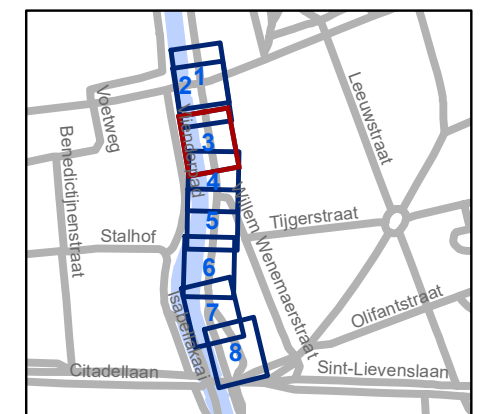 1
2
3
4
5
6
7
8
Voetweg
Benedictijnenstraat
Leeuwstraat
Willem Wenemaerstraat
Tijgerstraat
Stalhof
Isabellakaai
Olifantstraat
Citadellaan
Sint-Lievenslaan